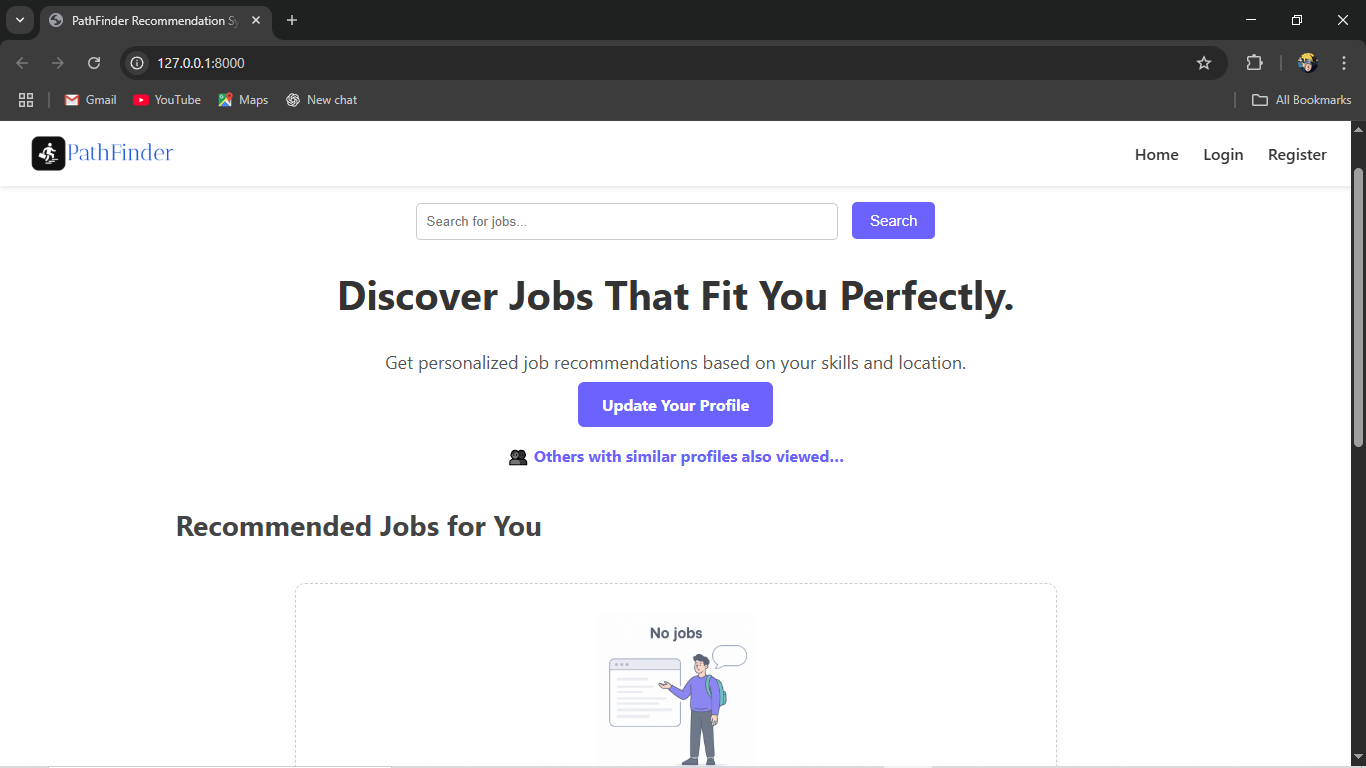 PathFinder Recommendation Sy
127.0.0.1:8000
Gmail YouTube Maps New chat All Bookmarks
PathFinder Home Login Register
Search for jobs... Search
Discover Jobs That Fit You Perfectly.
Get personalized job recommendations based on your skills and location.
Update Your Profile
👥 Others with similar profiles also viewed...
Recommended Jobs for You
No jobs